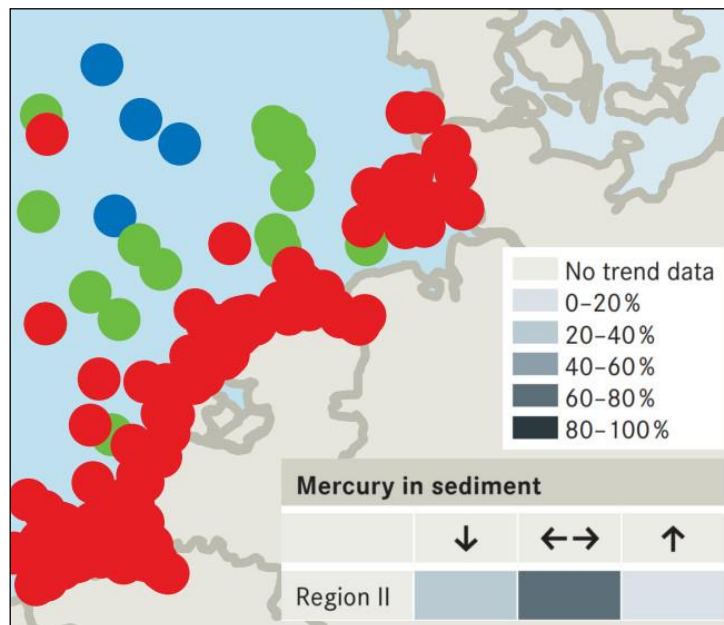 No trend data
0–20%
20–40%
40–60%
60–80%
80–100%
Mercury in sediment
↓ ←→ ↑
Region II